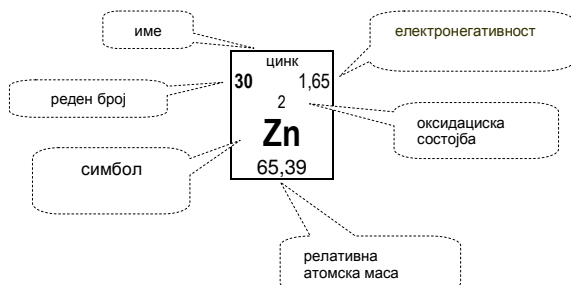 име
електронегативност
цинк
30 1,65
реден број
2
оксидациска
состојба
Zn
симбол
65,39
релативна
атомска маса